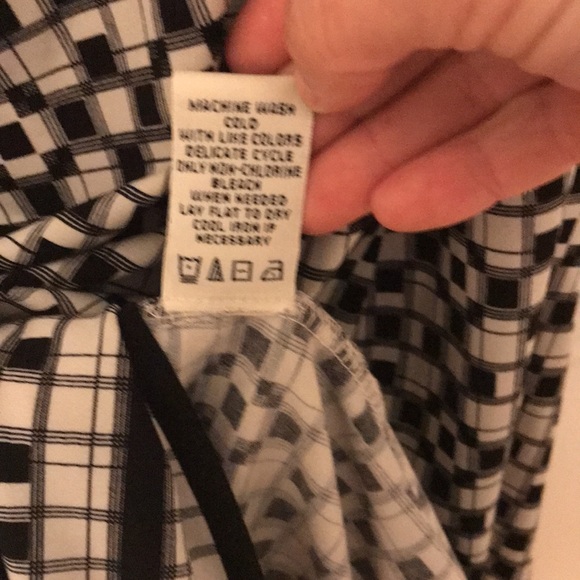 MACHINE WASH
COLD
WITH LIKE COLORS
DELICATE CYCLE
ONLY NON-CHLORINE
BLEACH
WHEN NEEDED
LAY FLAT TO DRY
COOL IRON IF
NECESSARY